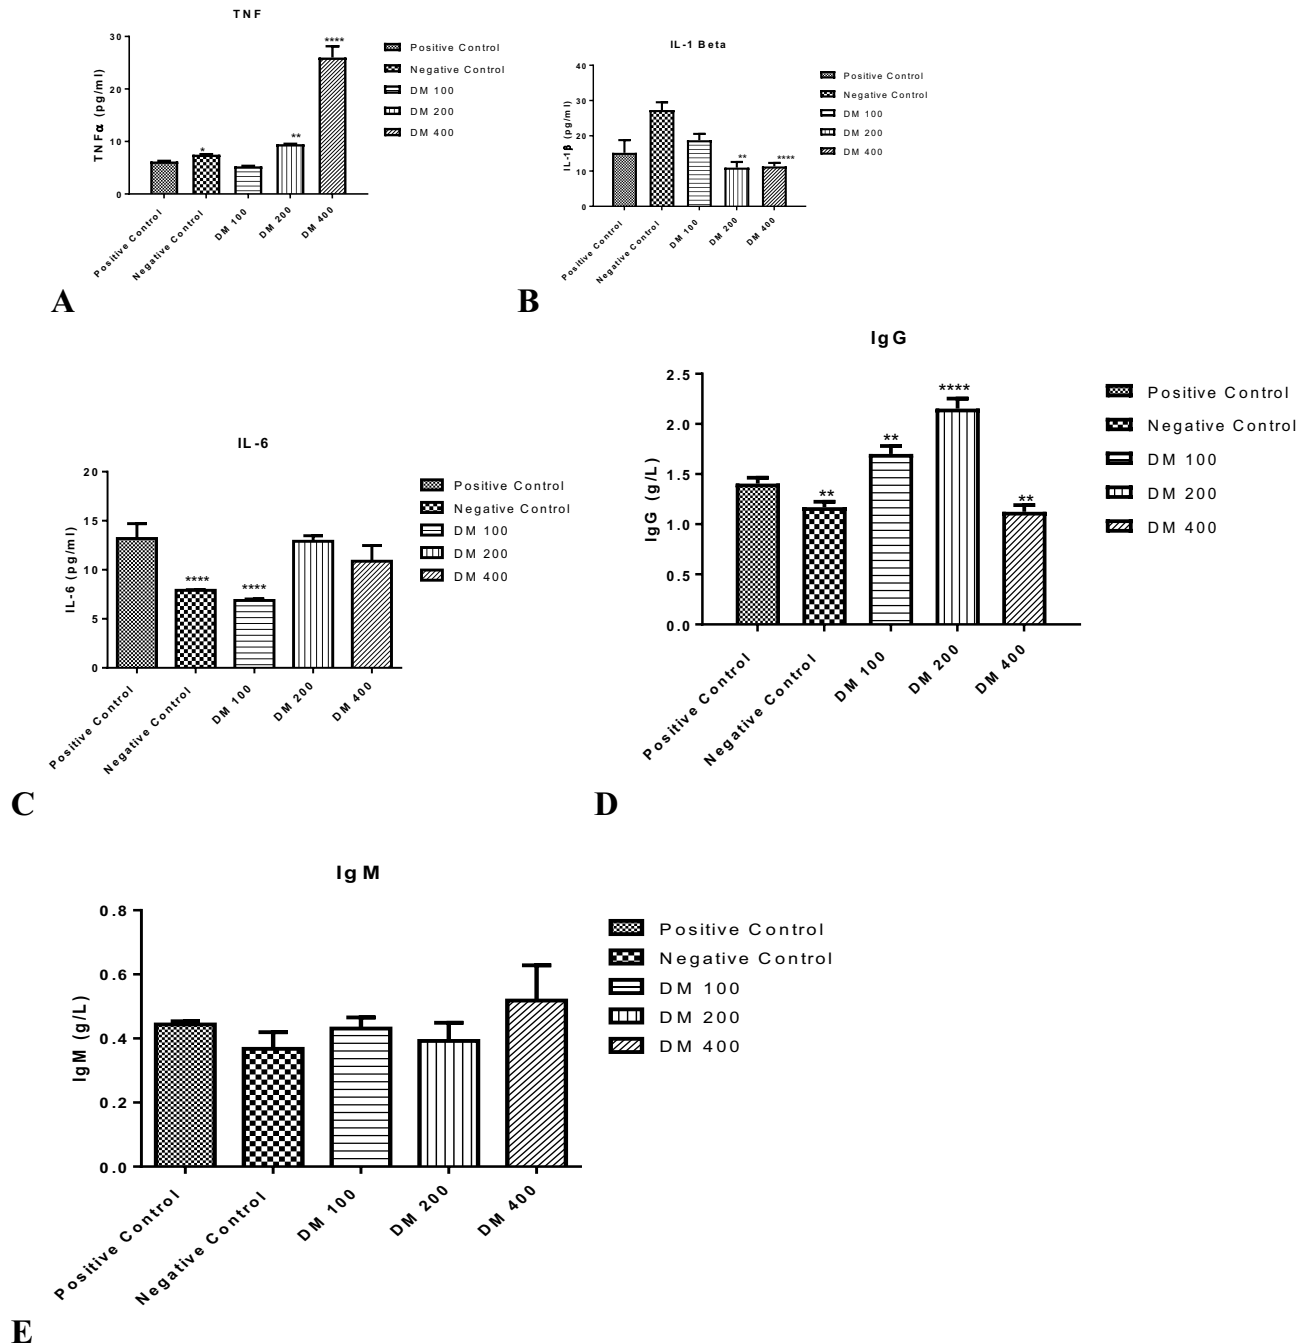 TNF
TNFα (pg/ml)
30
20
10
0
*
**
****
Positive Control
Negative Control
DM 100
DM 200
DM 400
Positive Control
Negative Control
DM 100
DM 200
DM 400
A
IL-1 Beta
IL-1β (pg/ml)
40
30
20
10
0
**
****
Positive Control
Negative Control
DM 100
DM 200
DM 400
Positive Control
Negative Control
DM 100
DM 200
DM 400
B
IL-6
IL-6 (pg/ml)
20
15
10
5
0
****
****
Positive Control
Negative Control
DM 100
DM 200
DM 400
Positive Control
Negative Control
DM 100
DM 200
DM 400
C
IgG
IgG (g/L)
2.5
2.0
1.5
1.0
0.5
0.0
**
**
****
**
Positive Control
Negative Control
DM 100
DM 200
DM 400
Positive Control
Negative Control
DM 100
DM 200
DM 400
D
IgM
IgM (g/L)
0.8
0.6
0.4
0.2
0.0
Positive Control
Negative Control
DM 100
DM 200
DM 400
Positive Control
Negative Control
DM 100
DM 200
DM 400
E